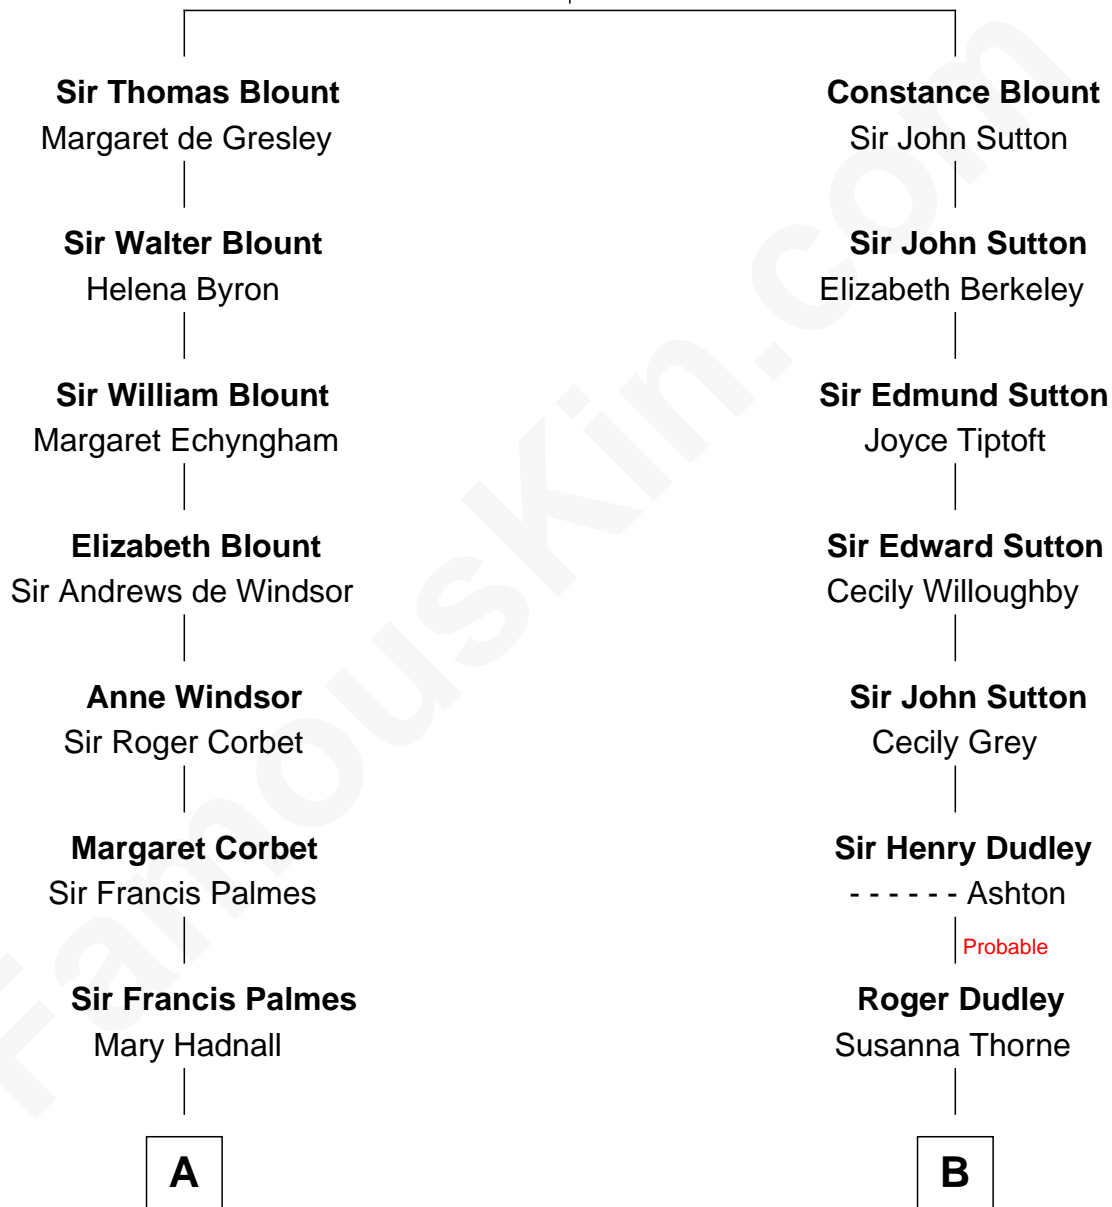 Sir Thomas Blount
Margaret de Gresley
Sir Walter Blount
Helena Byron
Sir William Blount
Margaret Echyngham
Elizabeth Blount
Sir Andrews de Windsor
Anne Windsor
Sir Roger Corbet
Margaret Corbet
Sir Francis Palmes
Sir Francis Palmes
Mary Hadnall
A
Constance Blount
Sir John Sutton
Sir John Sutton
Elizabeth Berkeley
Sir Edmund Sutton
Joyce Tiptoft
Sir Edward Sutton
Cecily Willoughby
Sir John Sutton
Cecily Grey
Sir Henry Dudley
- - - - - - Ashton
Probable
Roger Dudley
Susanna Thorne
B
FamousKin.com